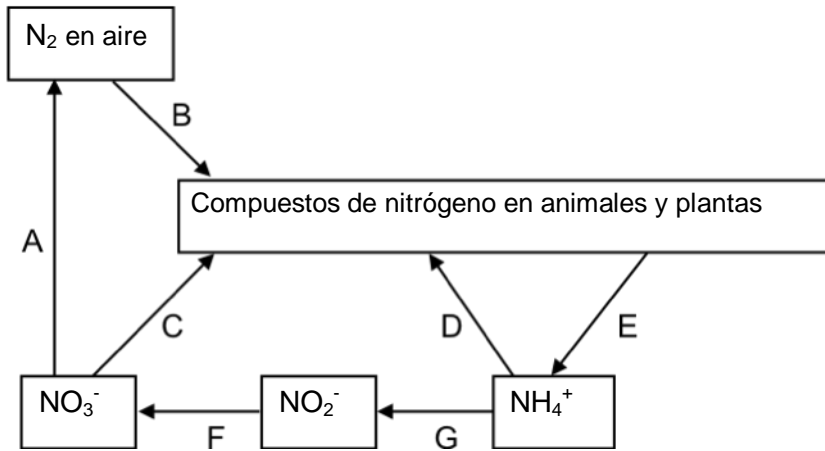 N₂ en aire
B
Compuestos de nitrógeno en animales y plantas
A
C
D
E
NO₃⁻
NO₂⁻
NH₄⁺
F
G